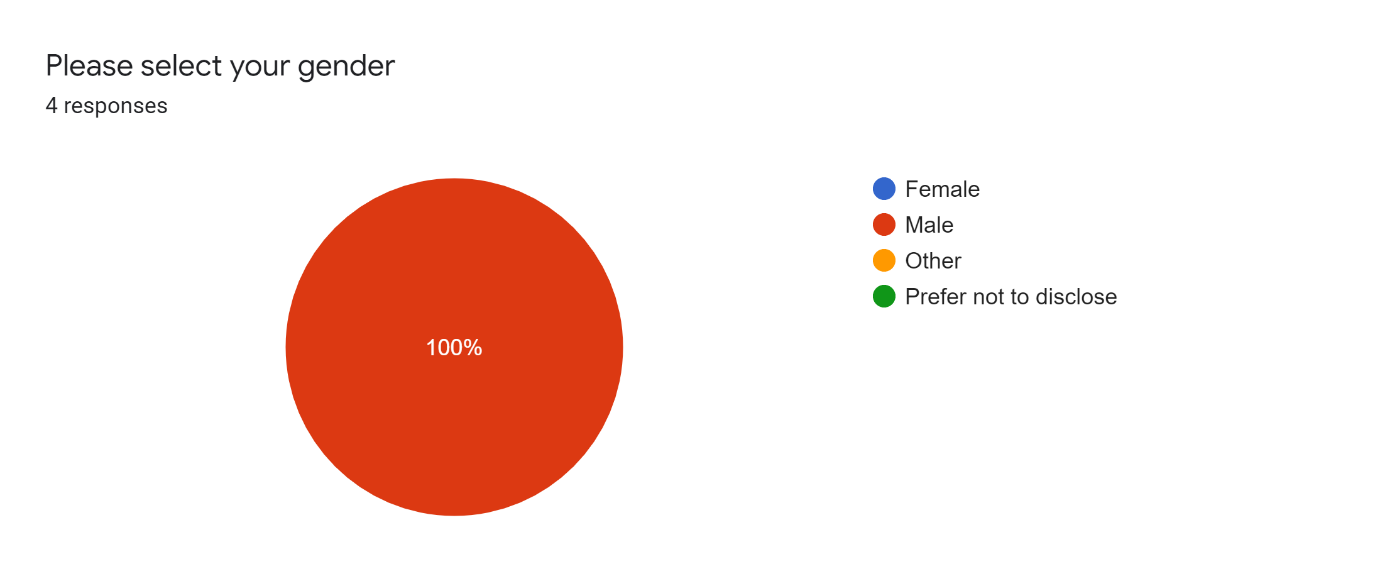 Please select your gender
4 responses
100%
Female
Male
Other
Prefer not to disclose